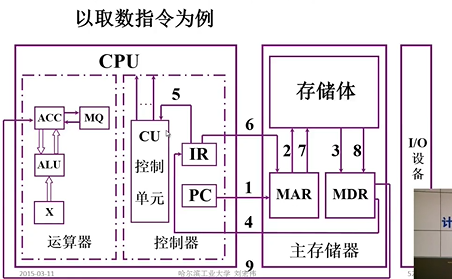 以取数指令为例
CPU
ACC
MQ
ALU
X
运算器
CU
控制
单元
IR
PC
控制器
5
6
1
4
9
存储体
2
7
3
8
MAR
MDR
主存储器
I/O
设备
2015-03-11
哈尔滨工业大学 刘宏伟
5
计